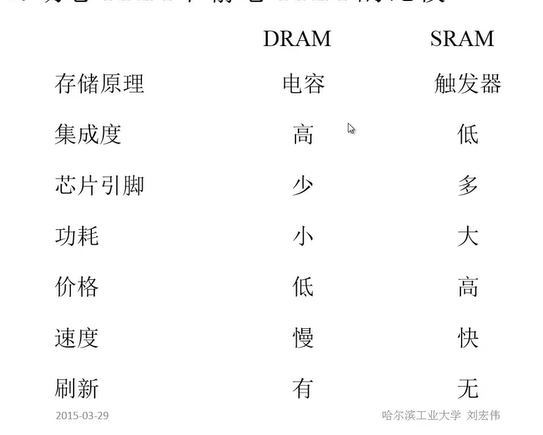 DRAM SRAM
存储原理 电容 触发器
集成度 高 低
芯片引脚 少 多
功耗 小 大
价格 低 高
速度 慢 快
刷新 有 无
2015-03-29 哈尔滨工业大学 刘宏伟